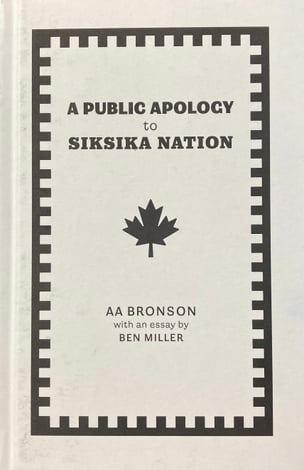 A PUBLIC APOLOGY
to
SIKSIKA NATION
AA BRONSON
with an essay by
BEN MILLER